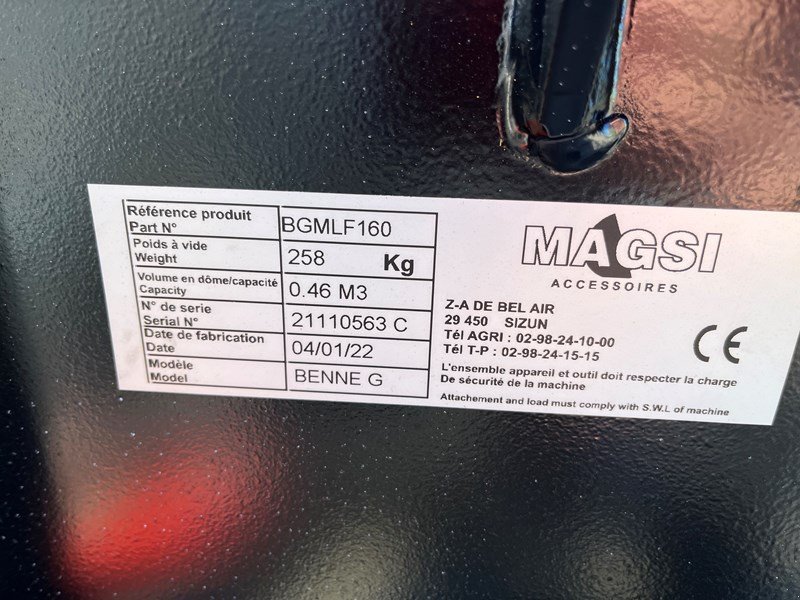 Référence produit
Part N° BGMLF160
Poids à vide
Weight 258 Kg
Volume en dôme/capacité
Capacity 0.46 M3
N° de serie
Serial N° 21110563 C
Date de fabrication
Date 04/01/22
Modèle
Model BENNE G
MAGSI
ACCESSOIRES
Z-A DE BEL AIR
29 450 SIZUN
Tél AGRI : 02-98-24-10-00
Tél T-P : 02-98-24-15-15
CE
L'ensemble appareil et outil doit respecter la charge
De sécurité de la machine
Attachement and load must comply with S.W.L of machine